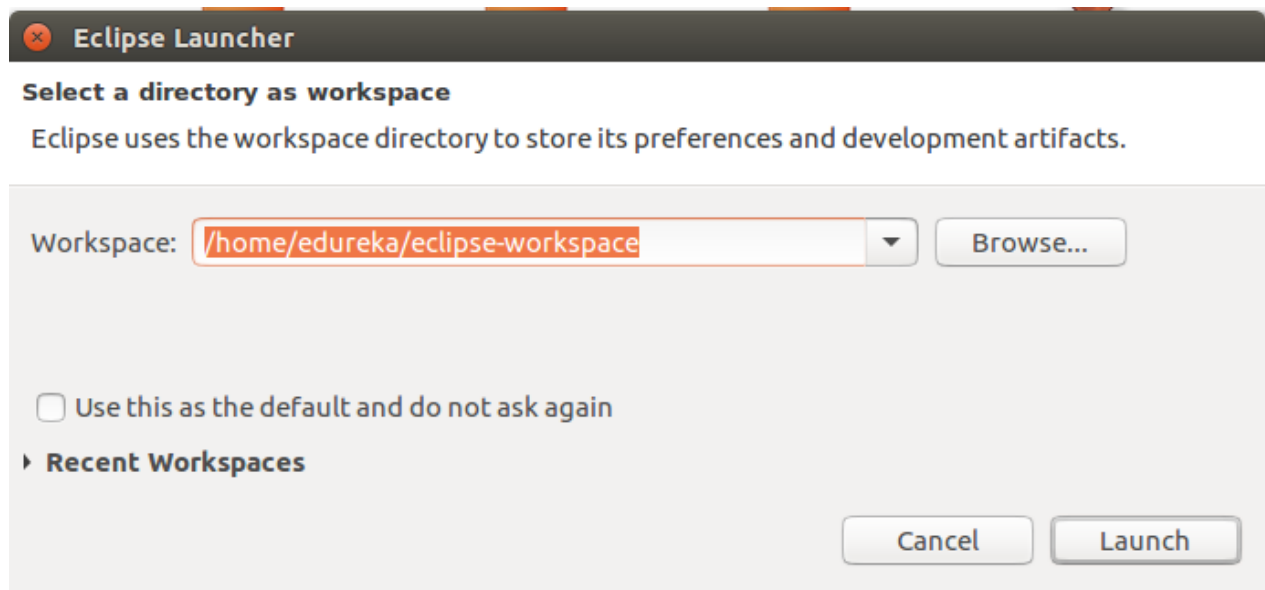 Eclipse Launcher
Select a directory as workspace
Eclipse uses the workspace directory to store its preferences and development artifacts.
Workspace: /home/edureka/eclipse-workspace Browse...
Use this as the default and do not ask again
Recent Workspaces
Cancel Launch